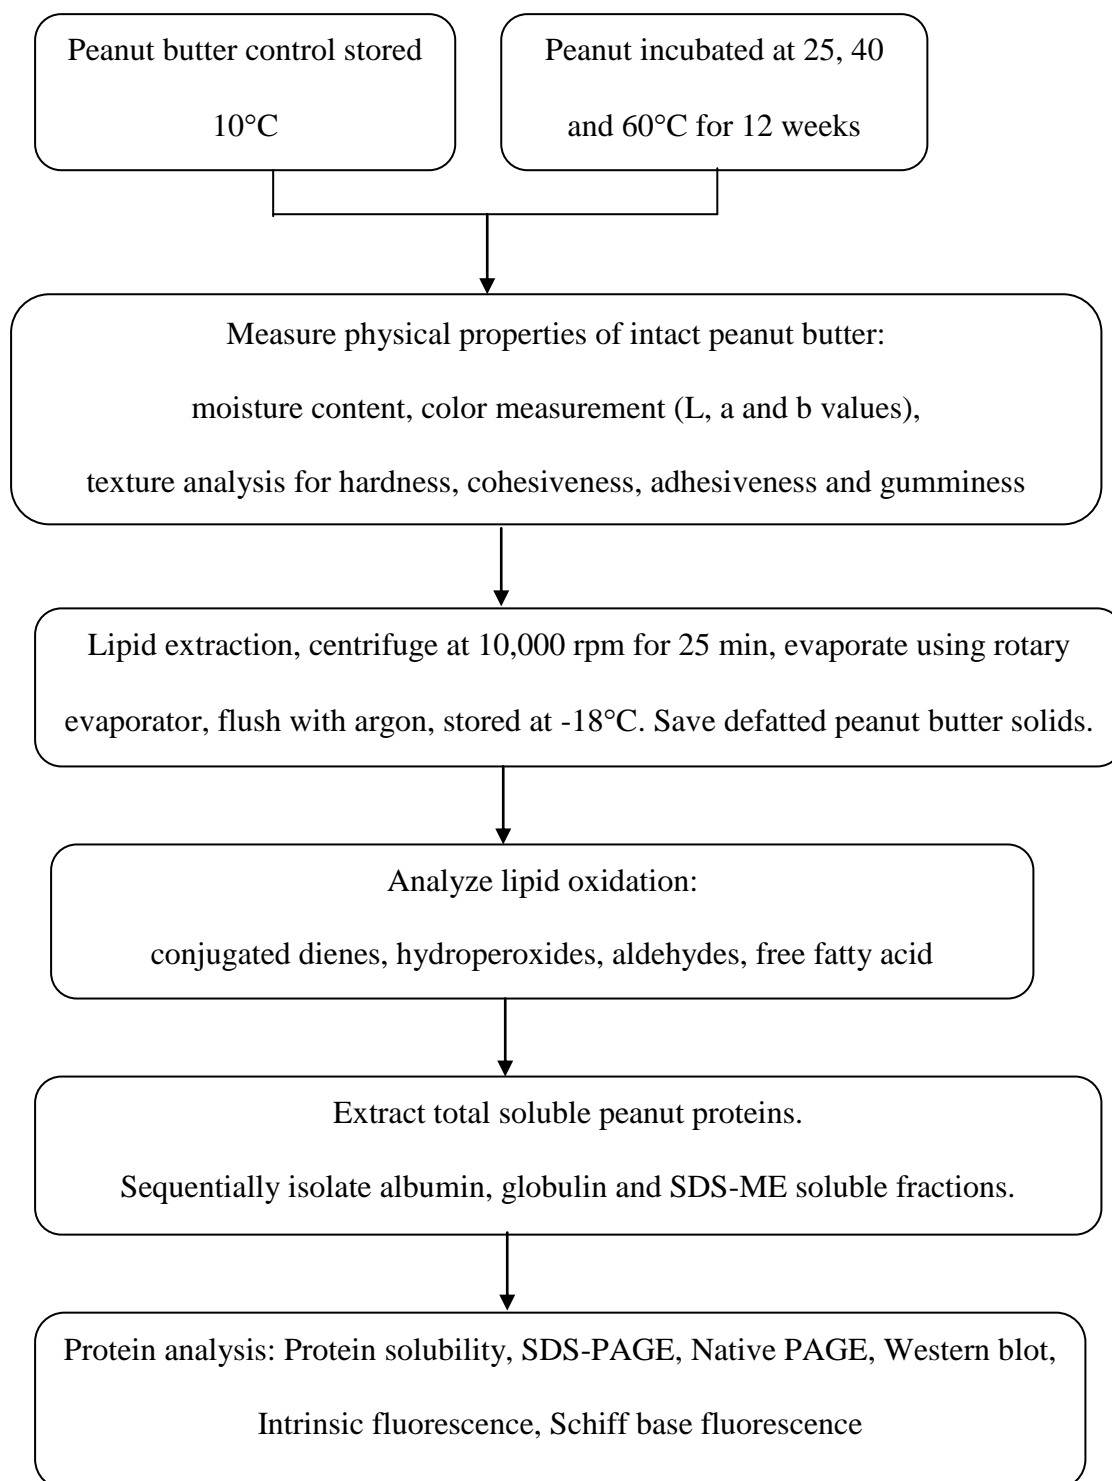 Peanut butter control stored
10°C
Peanut incubated at 25, 40
and 60°C for 12 weeks
Measure physical properties of intact peanut butter:
moisture content, color measurement (L, a and b values),
texture analysis for hardness, cohesiveness, adhesiveness and gumminess
Lipid extraction, centrifuge at 10,000 rpm for 25 min, evaporate using rotary
evaporator, flush with argon, stored at -18°C. Save defatted peanut butter solids.
Analyze lipid oxidation:
conjugated dienes, hydroperoxides, aldehydes, free fatty acid
Extract total soluble peanut proteins.
Sequentially isolate albumin, globulin and SDS-ME soluble fractions.
Protein analysis: Protein solubility, SDS-PAGE, Native PAGE, Western blot,
Intrinsic fluorescence, Schiff base fluorescence